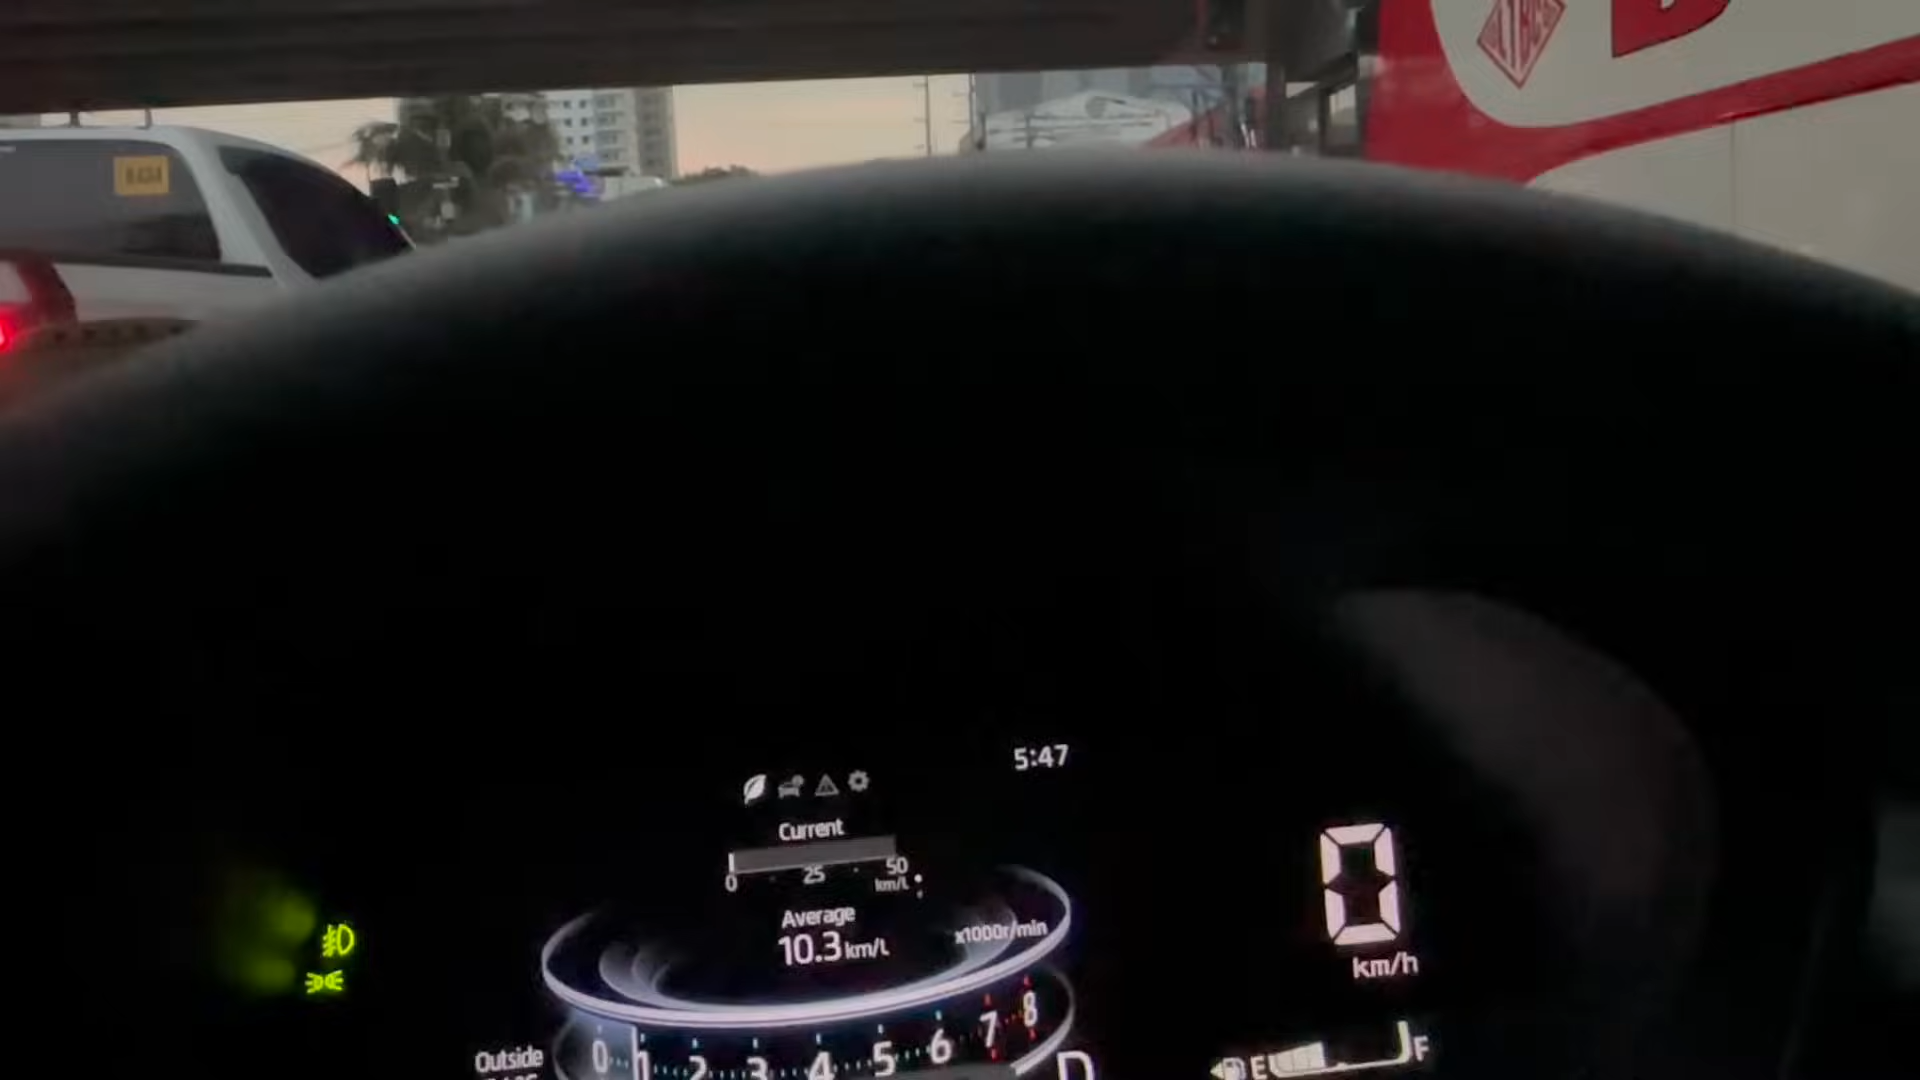 5:47
Current
0 25 50
km/L
Average
10.3 km/L
x1000r/min
0 1 2 3 4 5 6 7 8
0
km/h
Outside
D
E F